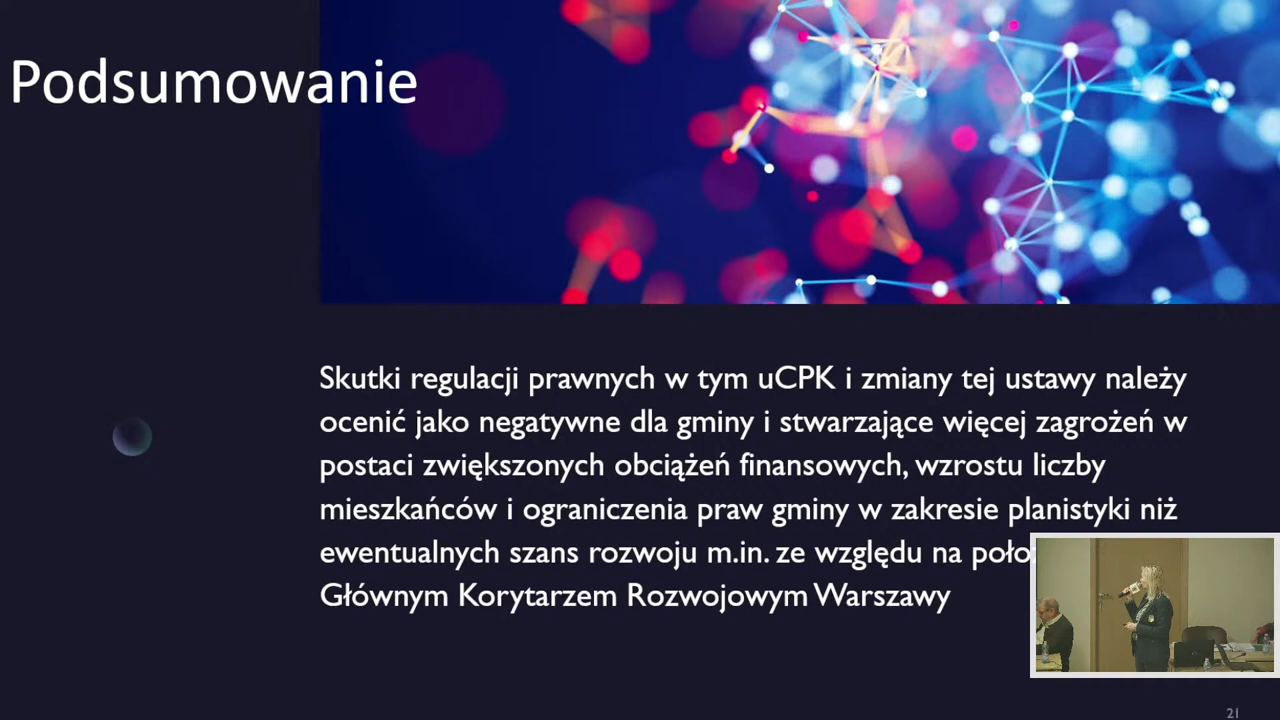 Podsumowanie
Skutki regulacji prawnych w tym uCPK i zmiany tej ustawy należy
ocenić jako negatywne dla gminy i stwarzające więcej zagrożeń w
postaci zwiększonych obciążeń finansowych, wzrostu liczby
mieszkańców i ograniczenia praw gminy w zakresie planistyki niż
ewentualnych szans rozwoju m.in. ze względu na
Głównym Korytarzem Rozwojowym Warszawy
21